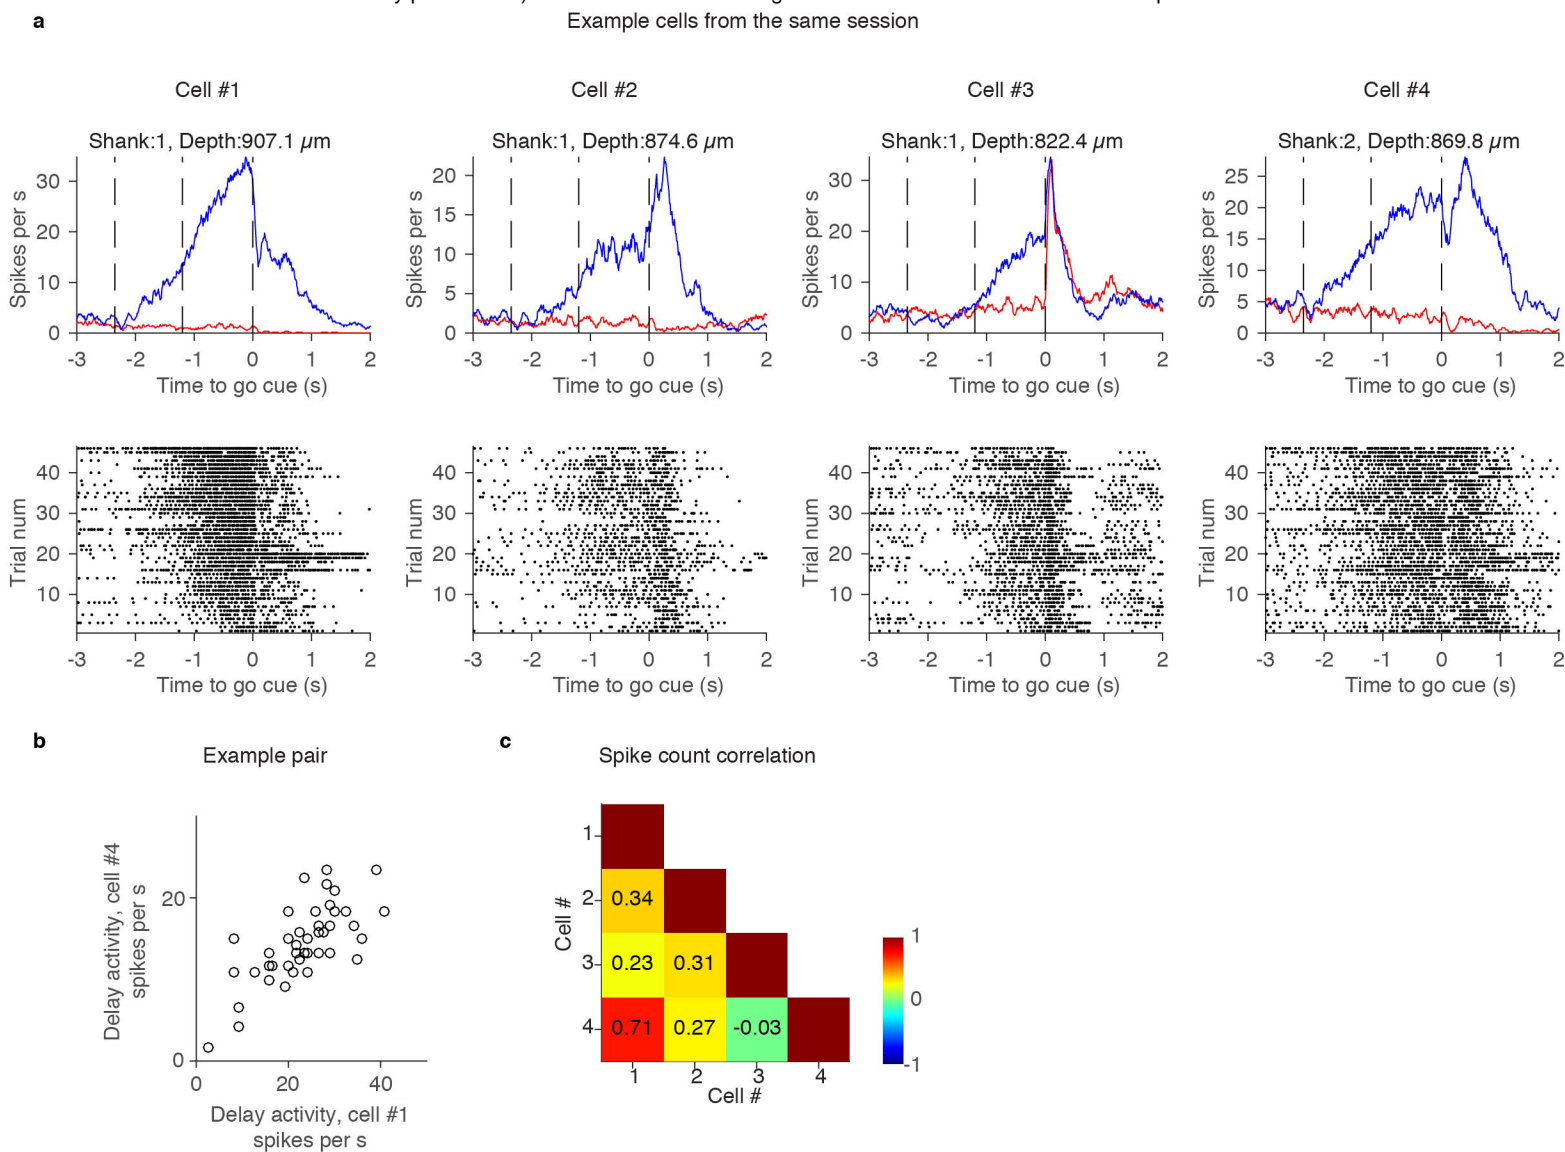 a
Example cells from the same session
Cell #1
Cell #2
Cell #3
Cell #4
Shank:1, Depth:907.1 µm
Shank:1, Depth:874.6 µm
Shank:1, Depth:822.4 µm
Shank:2, Depth:869.8 µm
Spikes per s
30
20
10
0
-3 -2 -1 0 1 2
Time to go cue (s)
Spikes per s
20
15
10
5
0
-3 -2 -1 0 1 2
Time to go cue (s)
Spikes per s
30
20
10
0
-3 -2 -1 0 1 2
Time to go cue (s)
Spikes per s
25
20
15
10
5
0
-3 -2 -1 0 1 2
Time to go cue (s)
Trial num
40
30
20
10
-3 -2 -1 0 1 2
Time to go cue (s)
Trial num
40
30
20
10
-3 -2 -1 0 1 2
Time to go cue (s)
Trial num
40
30
20
10
-3 -2 -1 0 1 2
Time to go cue (s)
Trial num
40
30
20
10
-3 -2 -1 0 1 2
Time to go cue (s)
b
Example pair
Delay activity, cell #4
spikes per s
20
0
0 20 40
Delay activity, cell #1
spikes per s
c
Spike count correlation
Cell #
1
2 0.34
3 0.23 0.31
4 0.71 0.27 -0.03
1 2 3 4
Cell #
1
0
-1